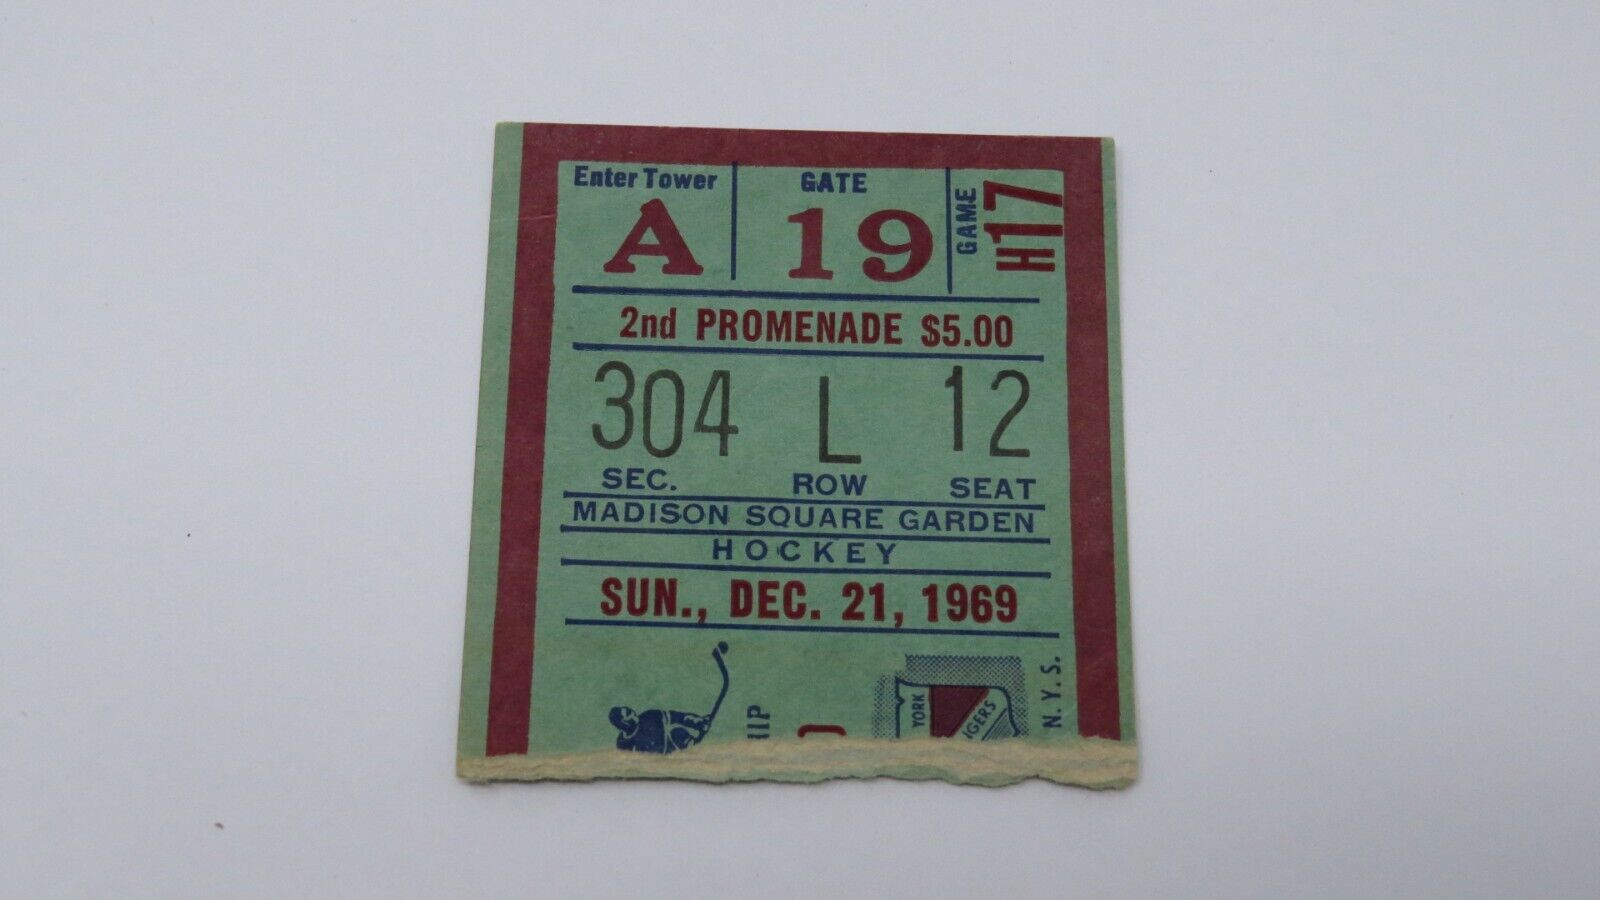 Enter Tower GATE GAME
A 19 H17
2nd PROMENADE $5.00
304 L 12
SEC. ROW SEAT
MADISON SQUARE GARDEN
HOCKEY
SUN., DEC. 21, 1969
YORK
N.Y.S.